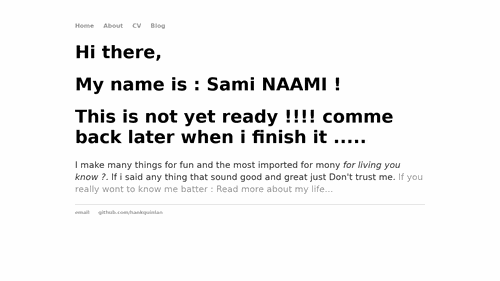 Home About CV Blog
Hi there,
My name is : Sami NAAMI !
This is not yet ready !!!! comme
back later when i finish it .....
I make many things for fun and the most imported for mony for living you
know ?. If i said any thing that sound good and great just Don't trust me. If you
really wont to know me batter : Read more about my life...
email github.com/hankquinlan